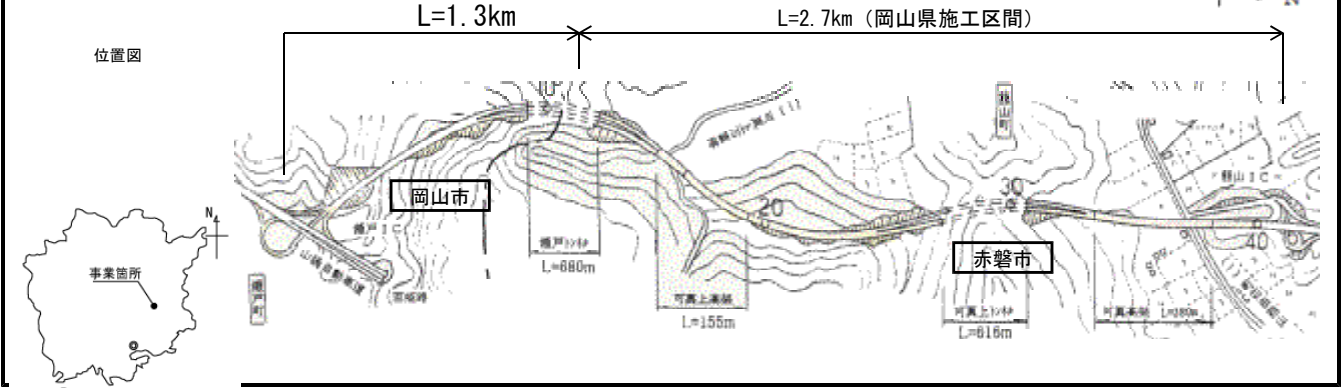 L=1.3km
L=2.7km（岡山県施工区間）
位置図
N
10
岡山市
瀬戸IC
山陽自動車道
瀬戸町
瀬戸トンネル
L=680m
可真上高架
L=155m
20
30
赤磐市
可真上トンネル
L=616m
可真高架
熊山IC
40
N
事業箇所